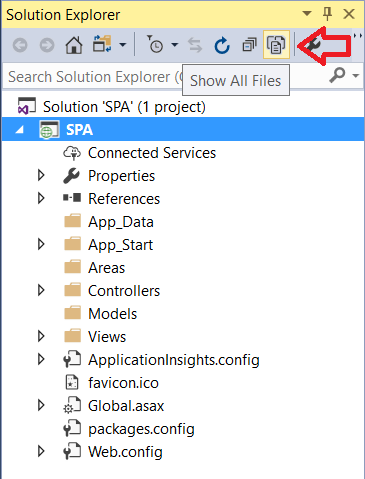 Solution Explorer
Search Solution Explorer (
Show All Files
Solution 'SPA' (1 project)
SPA
Connected Services
Properties
References
App_Data
App_Start
Areas
Controllers
Models
Views
ApplicationInsights.config
favicon.ico
Global.asax
packages.config
Web.config